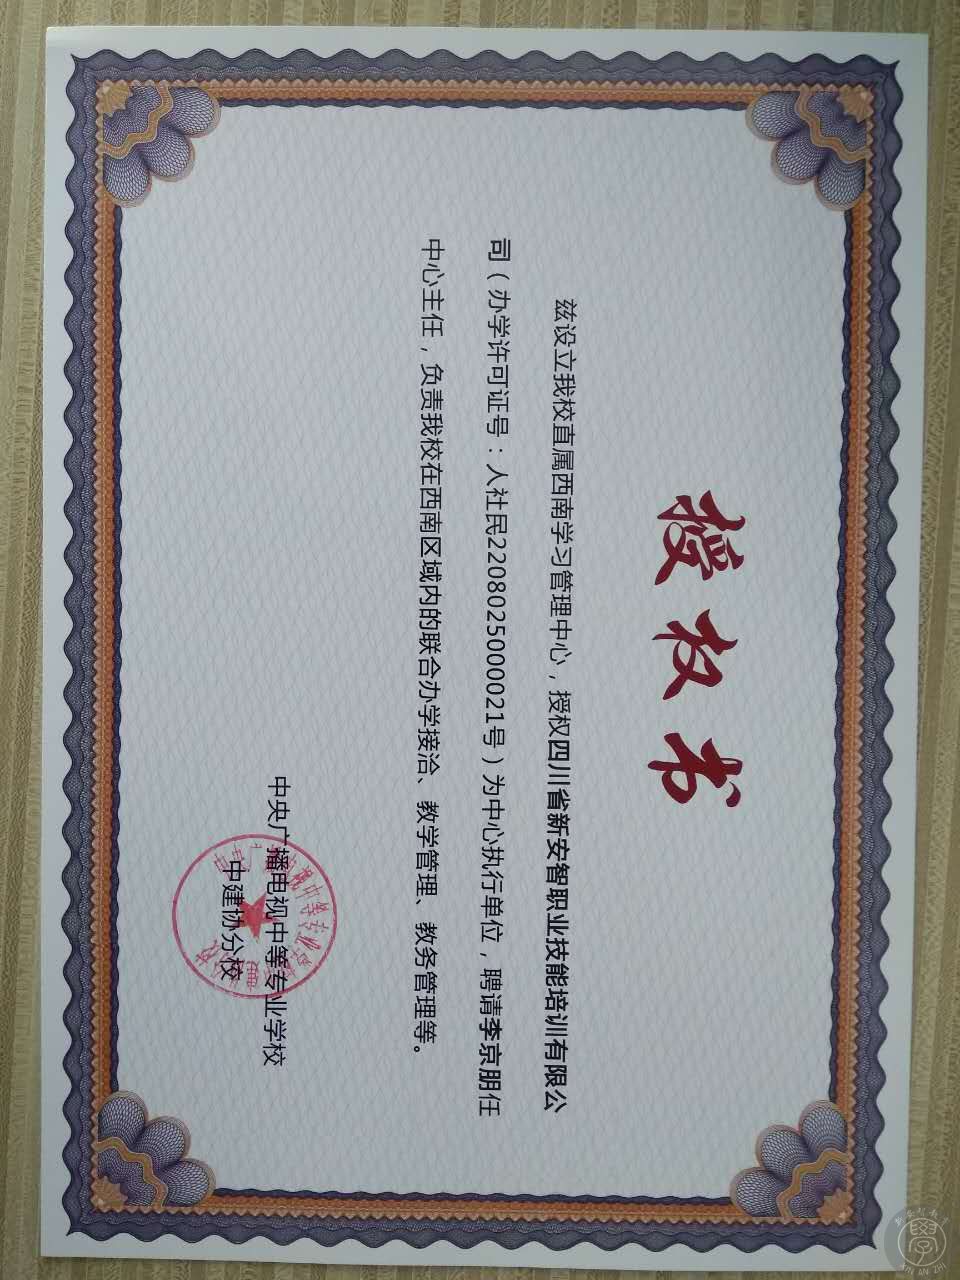 授权书
兹设立我校直属西南学习管理中心，授权四川省新安智职业技能培训有限公
司（办学许可证号：人社民2208025000021号）为中心执行单位，聘请李京朋任
中心主任，负责我校在西南区域内的联合办学接洽、教学管理、教务管理等。
中央广播电视中等专业学校
中建协分校
XIN AN ZHI